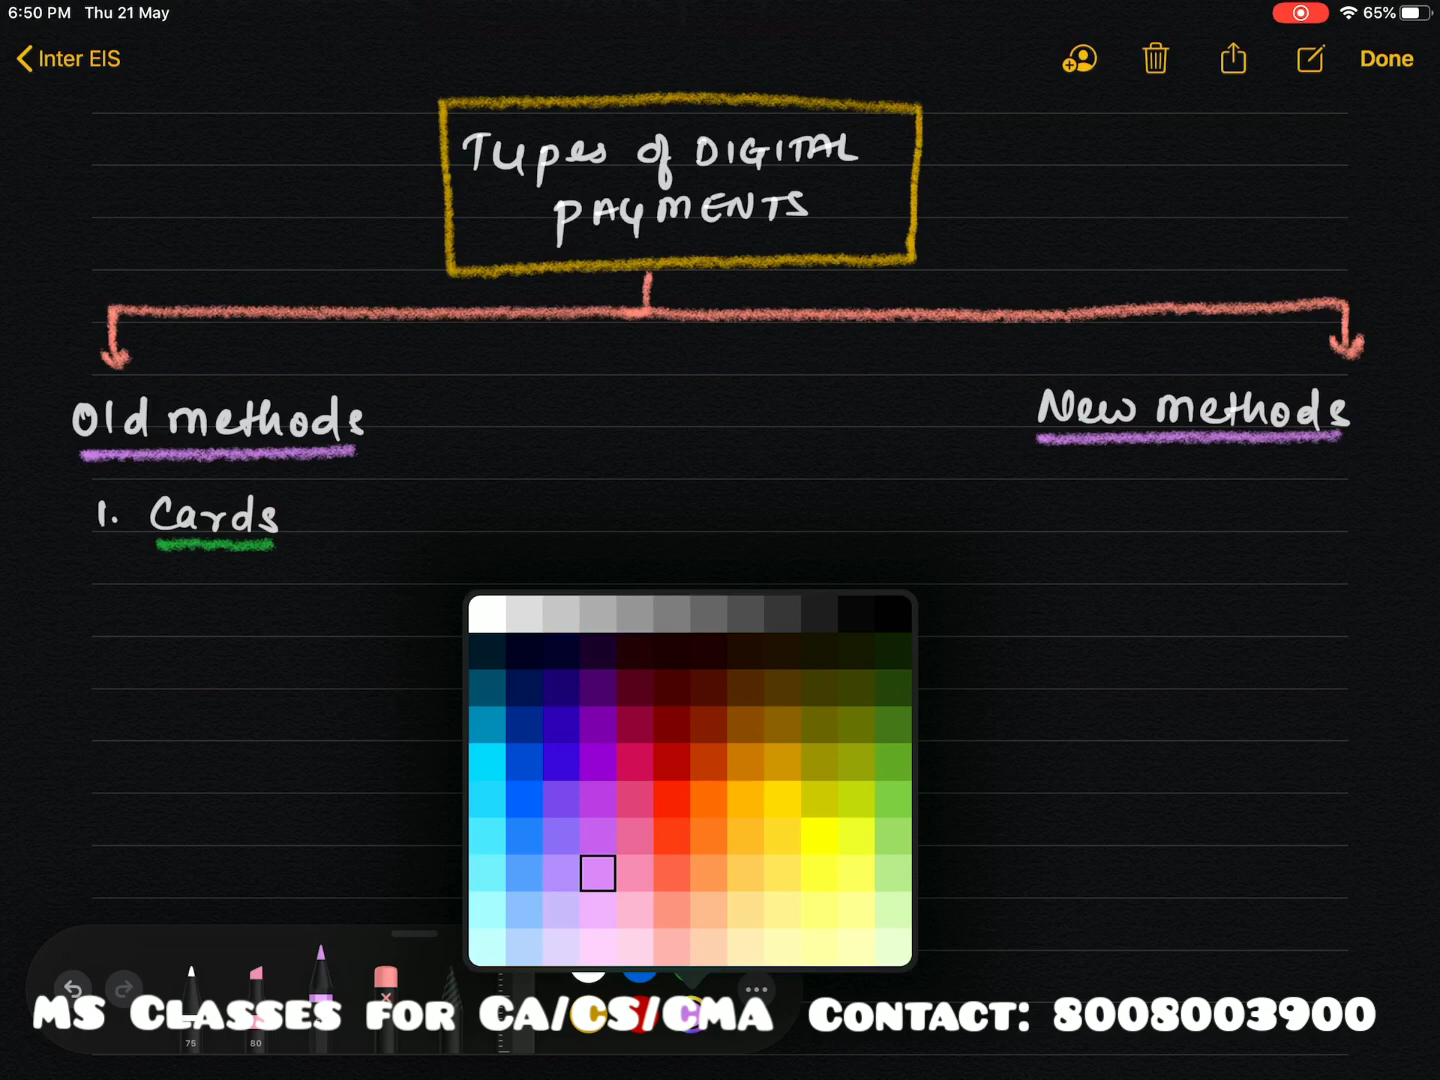 6:50 PM Thu 21 May
65%
Inter EIS
Done
Types of DIGITAL
PAYMENTS
Old methods
New methods
1. Cards
MS Classes for CA/CS/CMA Contact: 8008003900
75
80